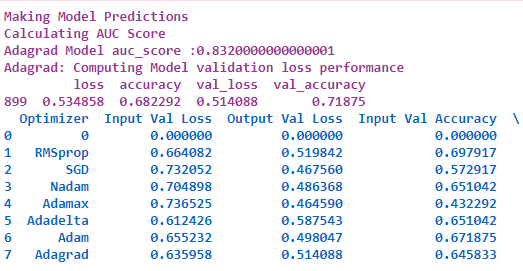 Making Model Predictions
Calculating AUC Score
Adagrad Model auc_score :0.8320000000000001
Adagrad: Computing Model validation loss performance
loss accuracy val_loss val_accuracy
899 0.534858 0.682292 0.514088 0.71875
Optimizer Input Val Loss Output Val Loss Input Val Accuracy \
0 0 0.000000 0.000000 0.000000
1 RMSprop 0.664082 0.519842 0.697917
2 SGD 0.732052 0.467560 0.572917
3 Nadam 0.704898 0.486368 0.651042
4 Adamax 0.736525 0.464590 0.432292
5 Adadelta 0.612426 0.587543 0.651042
6 Adam 0.655232 0.498047 0.671875
7 Adagrad 0.635958 0.514088 0.645833